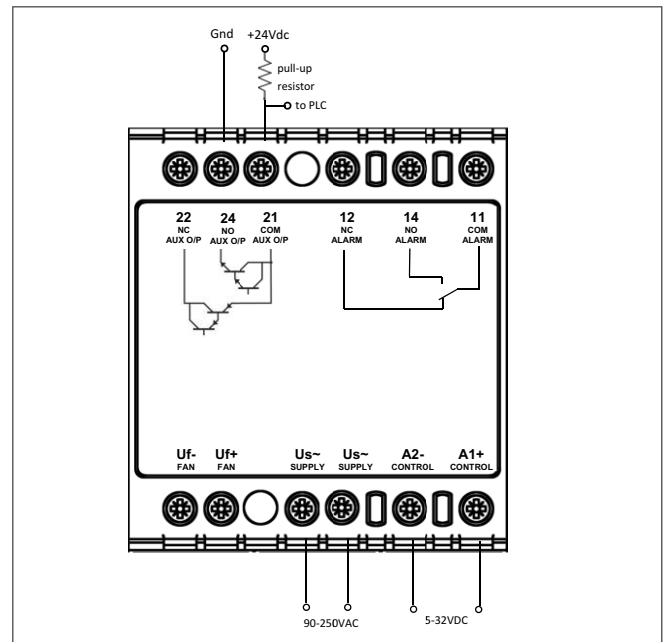 Gnd +24Vdc
pull-up
resistor
to PLC
22 24 21 12 14 11
NC NO COM NC NO COM
AUX O/P AUX O/P AUX O/P ALARM ALARM ALARM
Uf- Uf+ Us~ Us~ A2- A1+
FAN FAN SUPPLY SUPPLY CONTROL CONTROL
90-250VAC 5-32VDC